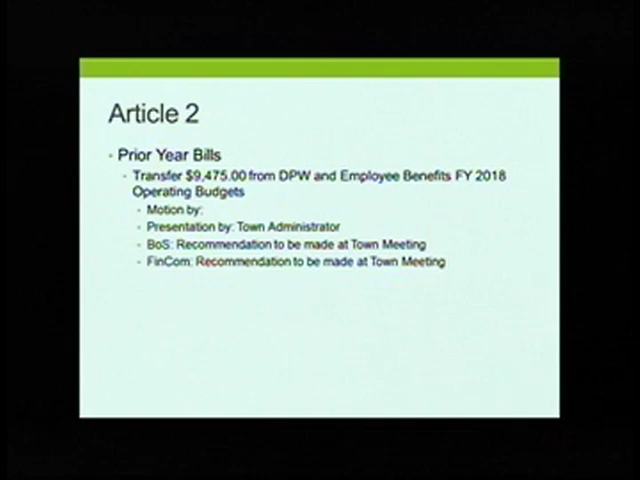 Article 2
Prior Year Bills
Transfer $9,475.00 from DPW and Employee Benefits FY 2018
Operating Budgets
Motion by:
Presentation by: Town Administrator
BoS: Recommendation to be made at Town Meeting
FinCom: Recommendation to be made at Town Meeting